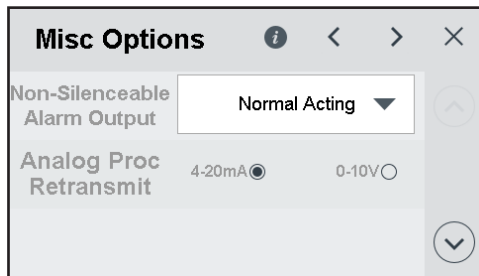 Misc Options
Non-Silenceable
Alarm Output
Normal Acting
Analog Proc
Retransmit
4-20mA
0-10V